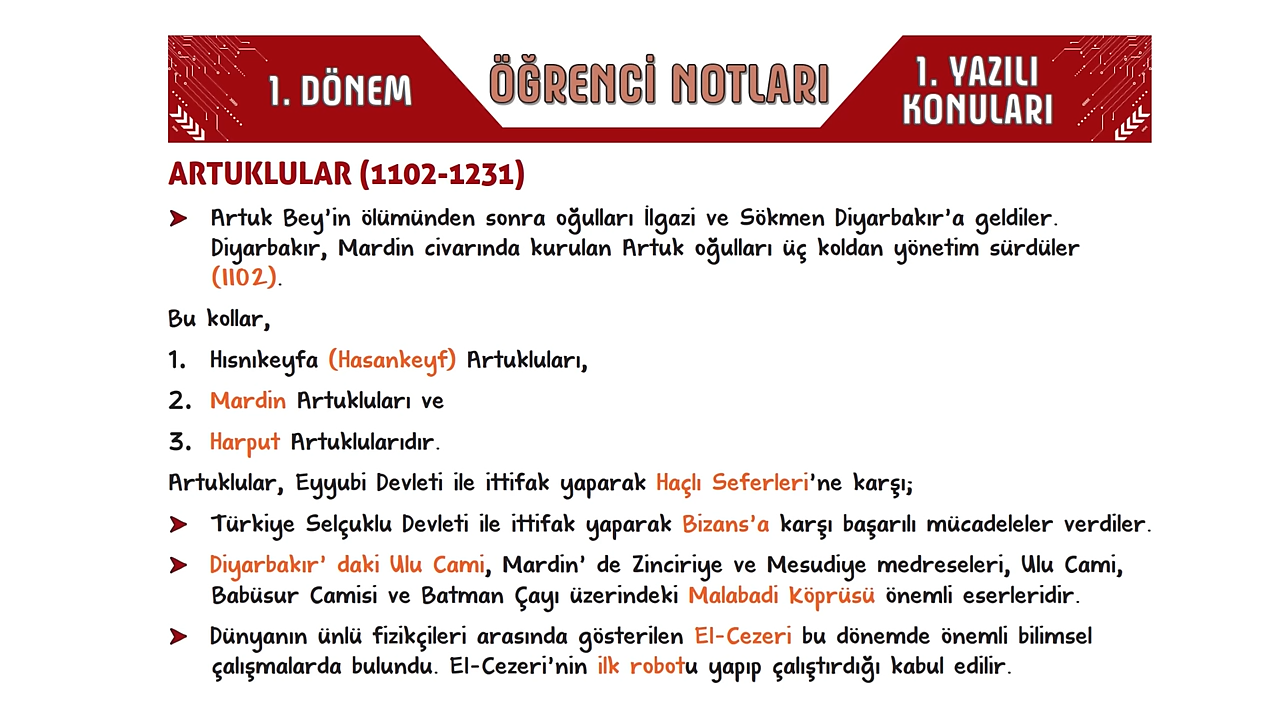 1. DÖNEM
ÖĞRENCİ NOTLARI
1. YAZILI
KONULARI
ARTUKLULAR (1102-1231)
➤ Artuk Bey'in ölümünden sonra oğulları İlgazi ve Sökmen Diyarbakır'a geldiler.
Diyarbakır, Mardin civarında kurulan Artuk oğulları üç koldan yönetim sürdüler
(1102).
Bu kollar,
1. Hısnıkeyfa (Hasankeyf) Artukluları,
2. Mardin Artukluları ve
3. Harput Artuklularıdır.
Artuklular, Eyyubi Devleti ile ittifak yaparak Haçlı Seferleri'ne karşı;
➤ Türkiye Selçuklu Devleti ile ittifak yaparak Bizans'a karşı başarılı mücadeleler verdiler.
➤ Diyarbakır' daki Ulu Cami, Mardin' de Zinciriye ve Mesudiye medreseleri, Ulu Cami,
Babüsur Camisi ve Batman Çayı üzerindeki Malabadi Köprüsü önemli eserleridir.
➤ Dünyanın ünlü fizikçileri arasında gösterilen El-Cezeri bu dönemde önemli bilimsel
çalışmalarda bulundu. El-Cezeri'nin ilk robotu yapıp çalıştırdığı kabul edilir.